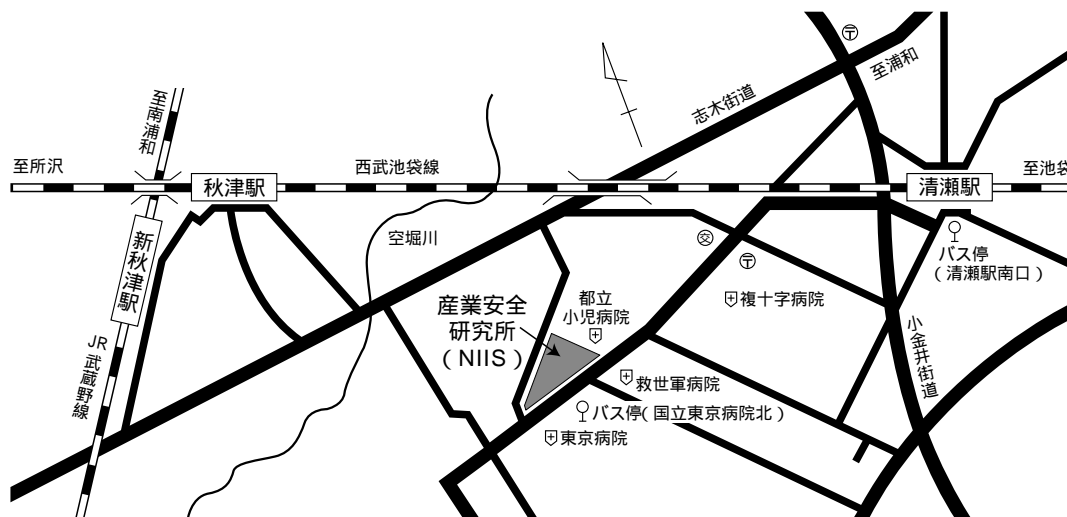 至浦和
志木街道
至南浦和
至所沢
秋津駅
西武池袋線
清瀬駅
至池袋
新秋津駅
空堀川
バス停
(清瀬駅南口)
産業安全
研究所
(NIIS)
都立
小児病院
複十字病院
小金井街道
JR武蔵野線
救世軍病院
バス停(国立東京病院北)
東京病院
交
〒
〒